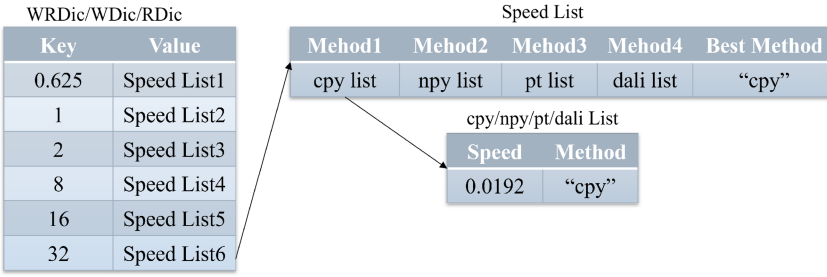 WRDic/WDic/RDic
Key Value
0.625 Speed List1
1 Speed List2
2 Speed List3
8 Speed List4
16 Speed List5
32 Speed List6
Speed List
Mehod1 Mehod2 Mehod3 Mehod4 Best Method
cpy list npy list pt list dali list “cpy”
cpy/npy/pt/dali List
Speed Method
0.0192 “cpy”